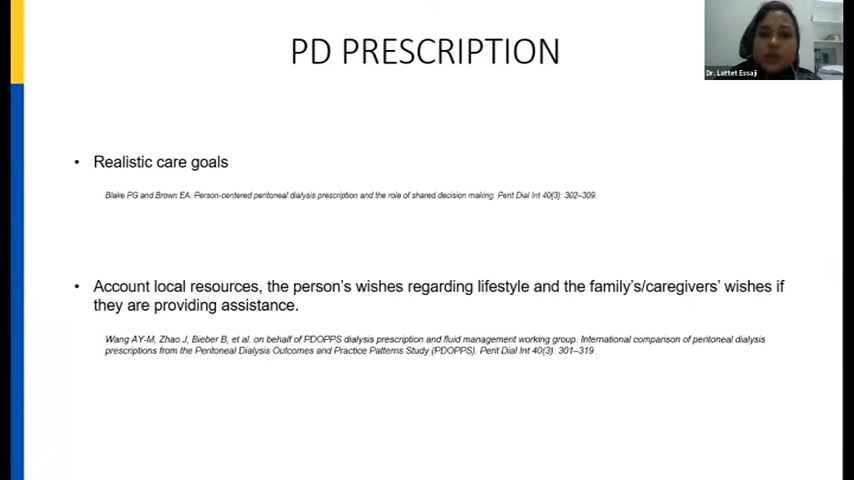 PD PRESCRIPTION
Dr. Lattet Essaji
• Realistic care goals
Blake PG and Brown EA. Person-centered peritoneal dialysis prescription and the role of shared decision making. Perit Dial Int 40(3): 302–309.
• Account local resources, the person's wishes regarding lifestyle and the family's/caregivers' wishes if
they are providing assistance.
Wang AY-M, Zhao J, Bieber B, et al. on behalf of PDOPPS dialysis prescription and fluid management working group. International comparison of peritoneal dialysis
prescriptions from the Peritoneal Dialysis Outcomes and Practice Patterns Study (PDOPPS). Perit Dial Int 40(3): 301–319.